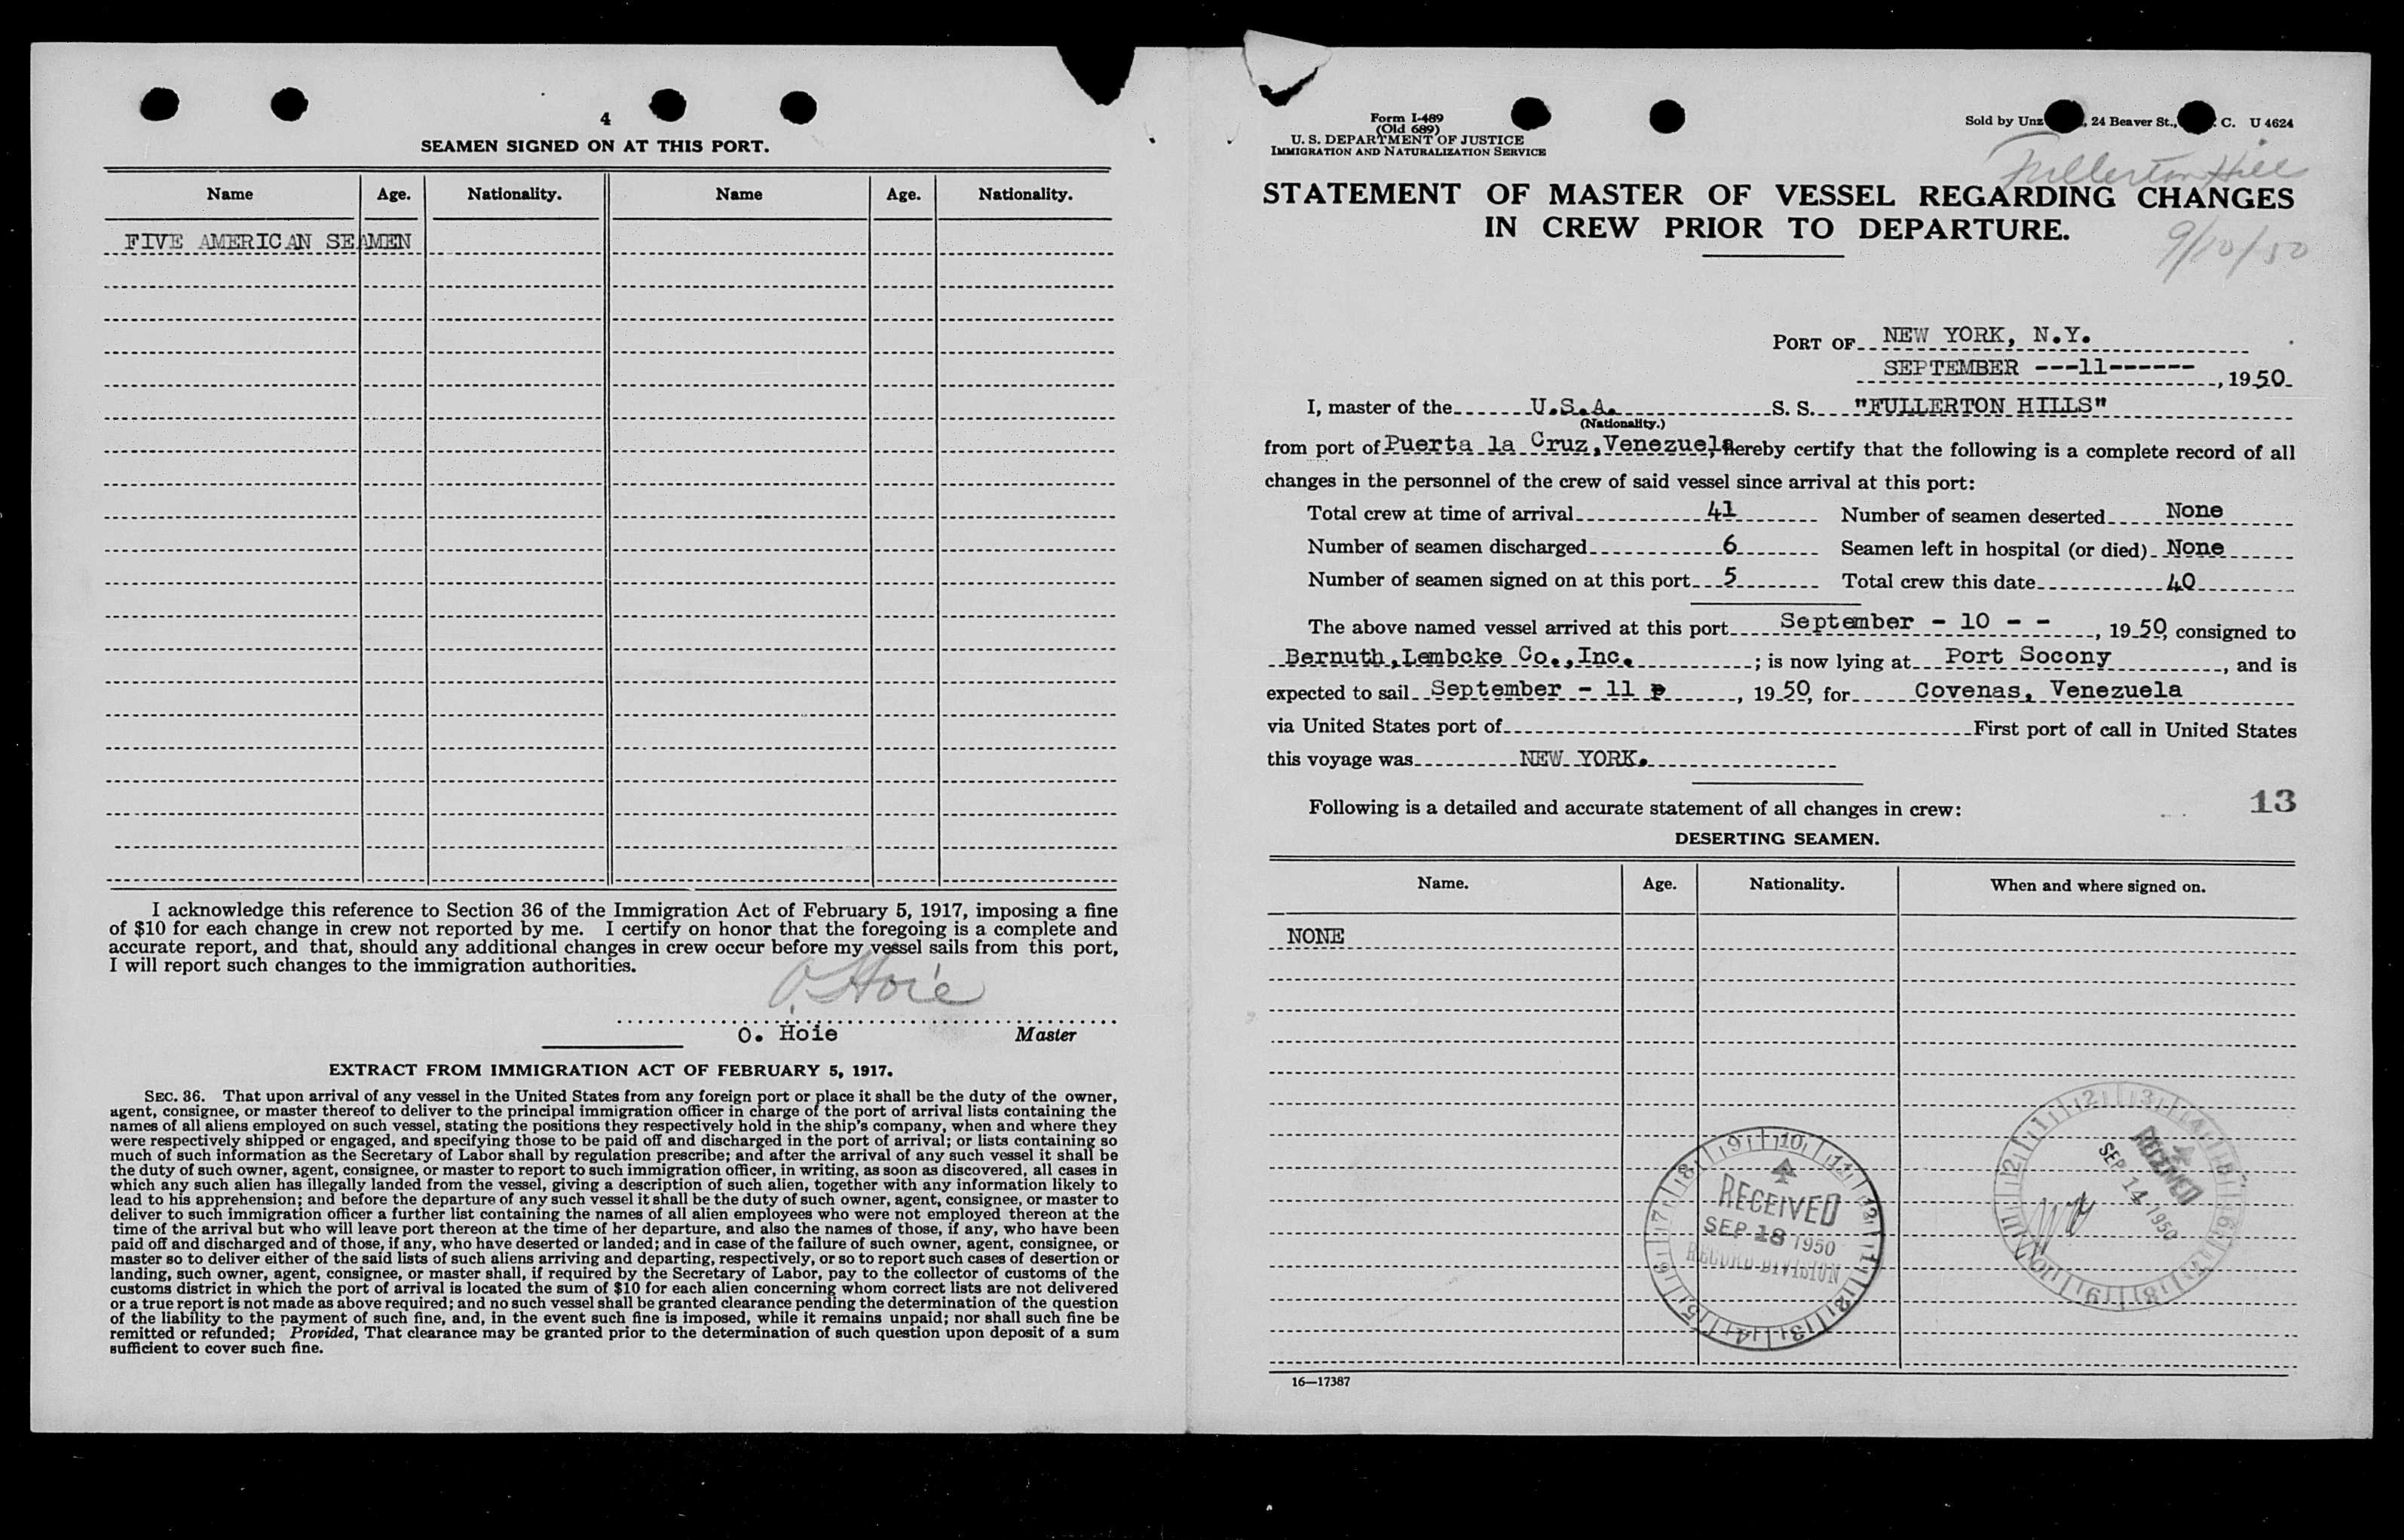 4
SEAMEN SIGNED ON AT THIS PORT.
Name Age. Nationality. Name Age. Nationality.
FIVE AMERICAN SEAMEN
I acknowledge this reference to Section 36 of the Immigration Act of February 5, 1917, imposing a fine
of $10 for each change in crew not reported by me. I certify on honor that the foregoing is a complete and
accurate report, and that, should any additional changes in crew occur before my vessel sails from this port,
I will report such changes to the immigration authorities.
O. Hoie
O. Hoie Master
EXTRACT FROM IMMIGRATION ACT OF FEBRUARY 5, 1917.
SEC. 36. That upon arrival of any vessel in the United States from any foreign port or place it shall be the duty of the owner,
agent, consignee, or master thereof to deliver to the principal immigration officer in charge of the port of arrival lists containing the
names of all aliens employed on such vessel, stating the positions they respectively hold in the ship's company, when and where they
were respectively shipped or engaged, and specifying those to be paid off and discharged in the port of arrival; or lists containing so
much of such information as the Secretary of Labor shall by regulation prescribe; and after the arrival of any such vessel it shall be
the duty of such owner, agent, consignee, or master to report to such immigration officer, in writing, as soon as discovered, all cases in
which any such alien has illegally landed from the vessel, giving a description of such alien, together with any information likely to
lead to his apprehension; and before the departure of any such vessel it shall be the duty of such owner, agent, consignee, or master to
deliver to such immigration officer a further list containing the names of all alien employees who were not employed thereon at the
time of the arrival but who will leave port thereon at the time of her departure, and also the names of those, if any, who have been
paid off and discharged and of those, if any, who have deserted or landed; and in case of the failure of such owner, agent, consignee, or
master so to deliver either of the said lists of such aliens arriving and departing, respectively, or so to report such cases of desertion or
landing, such owner, agent, consignee, or master shall, if required by the Secretary of Labor, pay to the collector of customs of the
customs district in which the port of arrival is located the sum of $10 for each alien concerning whom correct lists are not delivered
or a true report is not made as above required; and no such vessel shall be granted clearance pending the determination of the question
of the liability to the payment of such fine, and, in the event such fine is imposed, while it remains unpaid; nor shall such fine be
remitted or refunded; Provided, That clearance may be granted prior to the determination of such question upon deposit of a sum
sufficient to cover such fine.
Form I-489
(Old 689)
U. S. DEPARTMENT OF JUSTICE
IMMIGRATION AND NATURALIZATION SERVICE
Sold by Unz , 24 Beaver St., . C. U 4624
Fullerton Hill
STATEMENT OF MASTER OF VESSEL REGARDING CHANGES
IN CREW PRIOR TO DEPARTURE.
9/10/50
PORT OF NEW YORK, N.Y.
SEPTEMBER ---11------, 1950
I, master of the U.S.A. S. S. "FULLERTON HILLS"
(Nationality.)
from port of Puerta la Cruz, Venezuela, hereby certify that the following is a complete record of all
changes in the personnel of the crew of said vessel since arrival at this port:
Total crew at time of arrival 41 Number of seamen deserted None
Number of seamen discharged 6 Seamen left in hospital (or died) None
Number of seamen signed on at this port 5 Total crew this date 40
The above named vessel arrived at this port September - 10 - -, 1950, consigned to
Bernuth, Lembcke Co., Inc. ; is now lying at Port Socony, and is
expected to sail September - 11 p, 1950, for Covenas, Venezuela
via United States port of First port of call in United States
this voyage was NEW YORK.
Following is a detailed and accurate statement of all changes in crew: 13
DESERTING SEAMEN.
Name. Age. Nationality. When and where signed on.
NONE
RECEIVED
SEP 18 1950
RECORD DIVISION
RECEIVED
SEP 14 1950
16—17387